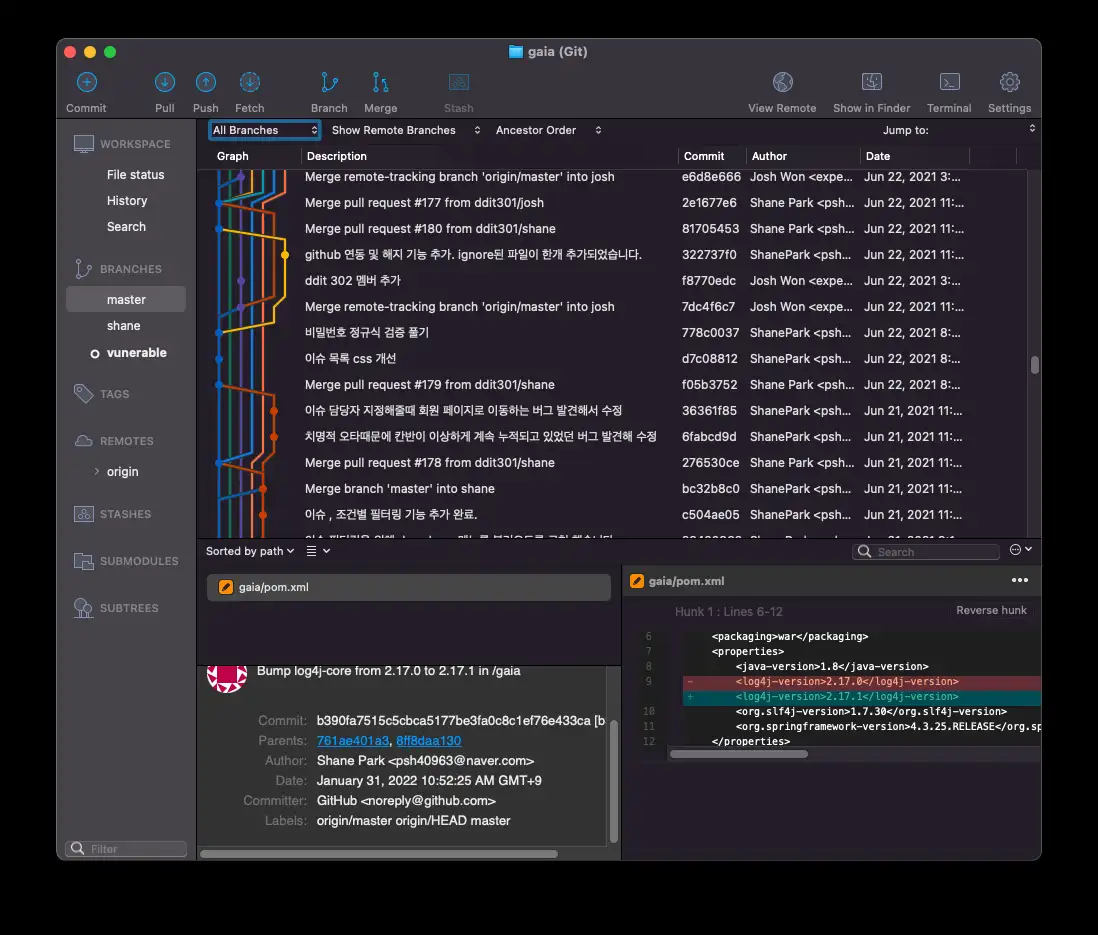 gaia (Git)
Commit Pull Push Fetch Branch Merge Stash View Remote Show in Finder Terminal Settings
All Branches Show Remote Branches Ancestor Order Jump to:
Graph Description Commit Author Date
WORKSPACE
File status
History
Search
BRANCHES
master
shane
vunerable
TAGS
REMOTES
origin
STASHES
SUBMODULES
SUBTREES
Filter
Merge remote-tracking branch 'origin/master' into josh e6d8e666 Josh Won <expe... Jun 22, 2021 3:...
Merge pull request #177 from ddit301/josh 2e1677e6 Shane Park <psh... Jun 22, 2021 11:...
Merge pull request #180 from ddit301/shane 81705453 Shane Park <psh... Jun 22, 2021 11:...
github 연동 및 해지 기능 추가. ignore된 파일이 한개 추가되었습니다. 322737f0 ShanePark <psh... Jun 22, 2021 11:...
ddit 302 멤버 추가 f8770edc Josh Won <expe... Jun 22, 2021 3:...
Merge remote-tracking branch 'origin/master' into josh 7dc4f6c7 Josh Won <expe... Jun 22, 2021 11:...
비밀번호 정규식 검증 풀기 778c0037 ShanePark <psh... Jun 22, 2021 8:...
이슈 목록 css 개선 d7c08812 ShanePark <psh... Jun 22, 2021 8:...
Merge pull request #179 from ddit301/shane f05b3752 Shane Park <psh... Jun 22, 2021 8:...
이슈 담당자 지정해줄때 회원 페이지로 이동하는 버그 발견해서 수정 36361f85 ShanePark <psh... Jun 21, 2021 11:...
치명적 오타때문에 칸반이 이상하게 계속 누적되고 있었던 버그 발견해 수정 6fabcd9d ShanePark <psh... Jun 21, 2021 11:...
Merge pull request #178 from ddit301/shane 276530ce Shane Park <psh... Jun 21, 2021 11:...
Merge branch 'master' into shane bc32b8c0 ShanePark <psh... Jun 21, 2021 11:...
이슈 , 조건별 필터링 기능 추가 완료. c504ae05 ShanePark <psh... Jun 21, 2021 11:...
Sorted by path Search
gaia/pom.xml
Bump log4j-core from 2.17.0 to 2.17.1 in /gaia
Commit: b390fa7515c5cbca5177be3fa0c8c1ef76e433ca [b
Parents: 761ae401a3, 8ff8daa130
Author: Shane Park <psh40963@naver.com>
Date: January 31, 2022 10:52:25 AM GMT+9
Committer: GitHub <noreply@github.com>
Labels: origin/master origin/HEAD master
gaia/pom.xml
Hunk 1 : Lines 6-12 Reverse hunk
6 <packaging>war</packaging>
7 <properties>
8 <java-version>1.8</java-version>
9 - <log4j-version>2.17.0</log4j-version>
+ <log4j-version>2.17.1</log4j-version>
10 <org.slf4j-version>1.7.30</org.slf4j-version>
11 <org.springframework-version>4.3.25.RELEASE</org.sp
12 </properties>